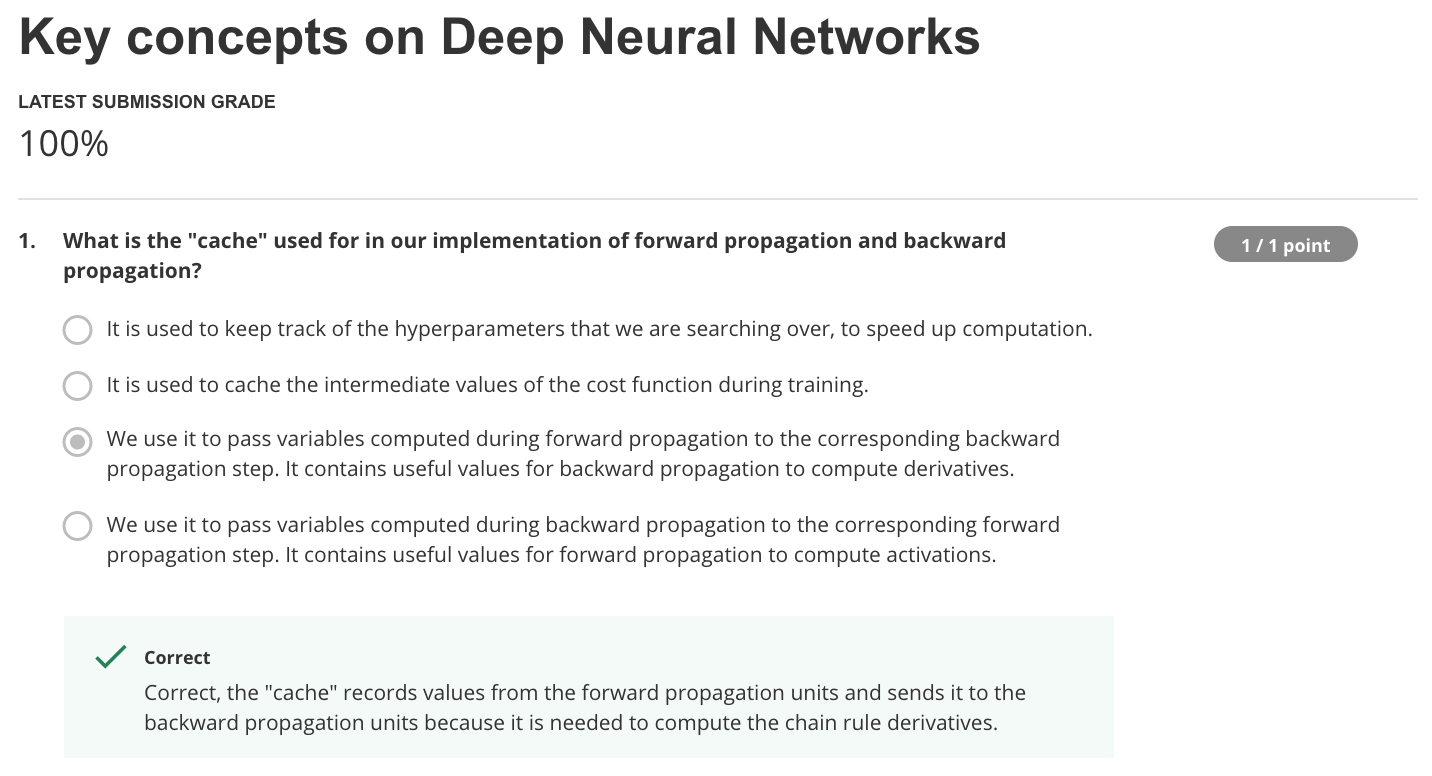 Key concepts on Deep Neural Networks
LATEST SUBMISSION GRADE
100%
1. What is the "cache" used for in our implementation of forward propagation and backward
propagation?
1 / 1 point
It is used to keep track of the hyperparameters that we are searching over, to speed up computation.
It is used to cache the intermediate values of the cost function during training.
We use it to pass variables computed during forward propagation to the corresponding backward
propagation step. It contains useful values for backward propagation to compute derivatives.
We use it to pass variables computed during backward propagation to the corresponding forward
propagation step. It contains useful values for forward propagation to compute activations.
Correct
Correct, the "cache" records values from the forward propagation units and sends it to the
backward propagation units because it is needed to compute the chain rule derivatives.